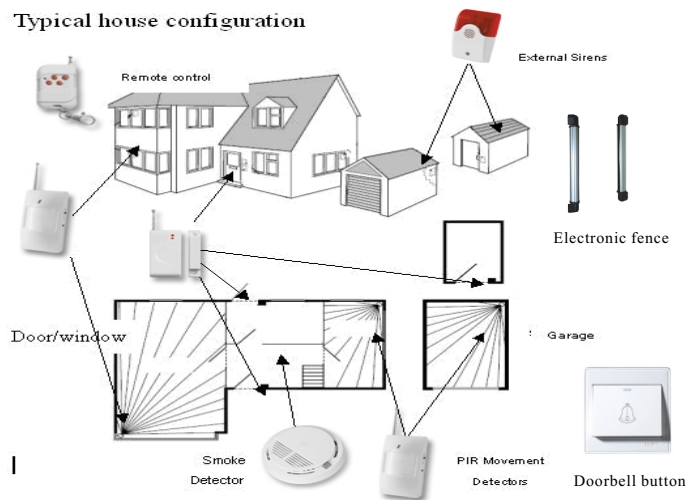 Typical house configuration
Remote control
External Sirens
Electronic fence
Door/window
Garage
Smoke
Detector
PIR Movement
Detectors
Doorbell button